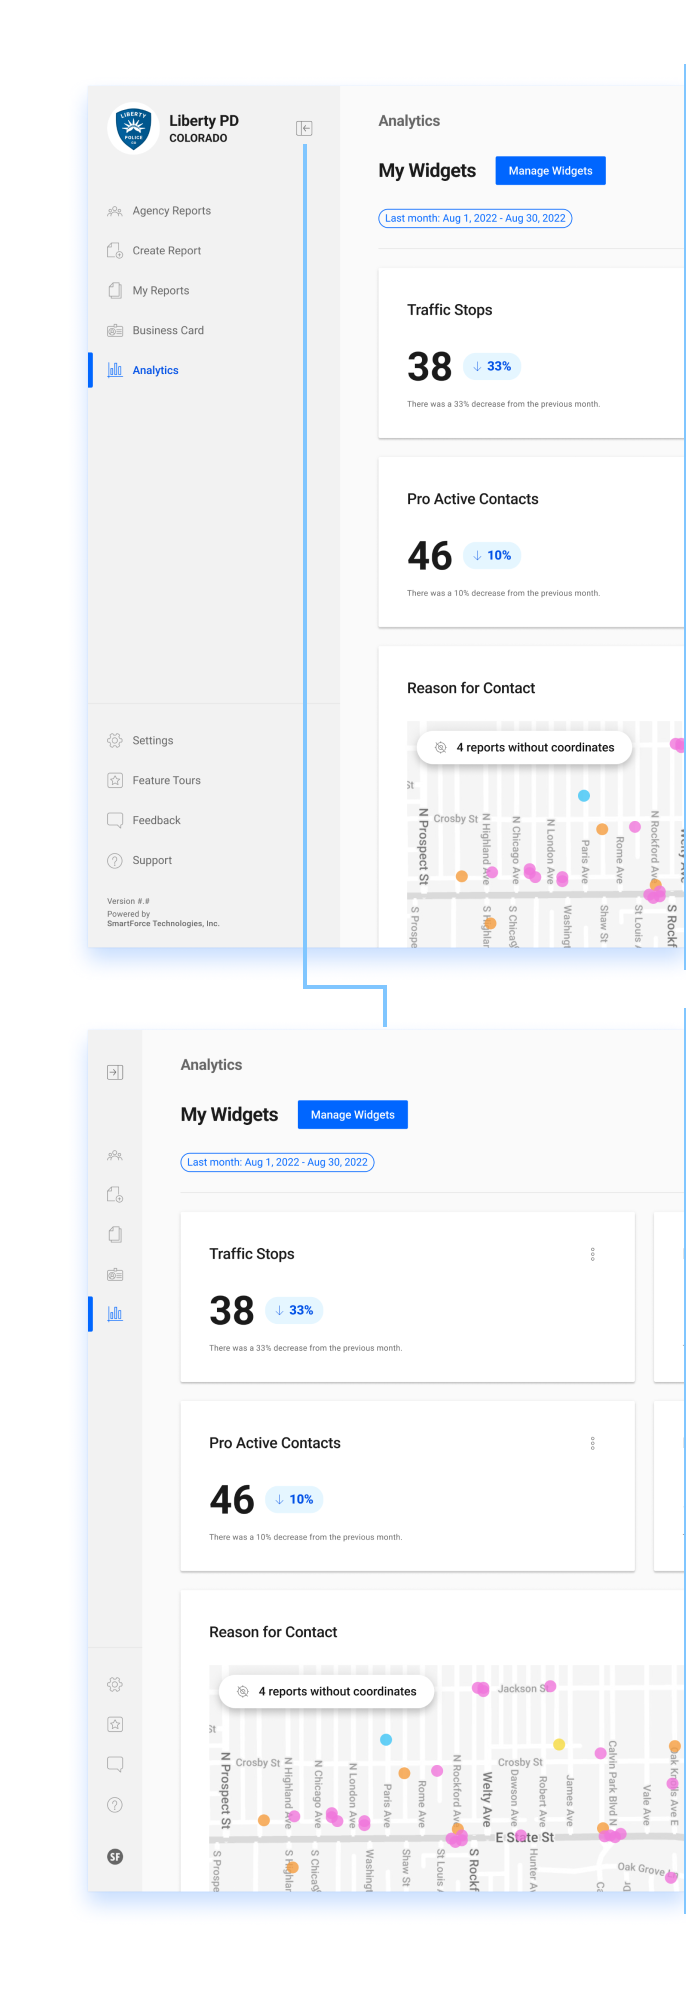 LIBERTY
POLICE
CO
Liberty PD
COLORADO
Agency Reports
Create Report
My Reports
Business Card
Analytics
Settings
Feature Tours
Feedback
Support
Version #.#
Powered by
SmartForce Technologies, Inc.
Analytics
My Widgets
Manage Widgets
Last month: Aug 1, 2022 - Aug 30, 2022
Traffic Stops
38
33%
There was a 33% decrease from the previous month.
Pro Active Contacts
46
10%
There was a 10% decrease from the previous month.
Reason for Contact
4 reports without coordinates
St
Crosby St
N Prospect St
N Highland Ave
N Chicago Ave
N London Ave
Paris Ave
Rome Ave
N Rockford Ave
Welty Ave
S Prospe
S Highlar
S Chicag
Washingt
Shaw St
St Louis A
S Rockf
Analytics
My Widgets
Manage Widgets
Last month: Aug 1, 2022 - Aug 30, 2022
Traffic Stops
38
33%
There was a 33% decrease from the previous month.
Pro Active Contacts
46
10%
There was a 10% decrease from the previous month.
Reason for Contact
4 reports without coordinates
Jackson St
St
Crosby St
Crosby St
N Prospect St
N Highland Ave
N Chicago Ave
N London Ave
Paris Ave
Rome Ave
N Rockford Ave
Welty Ave
Dawson Ave
Robert Ave
James Ave
Calvin Park Blvd N
Vale Ave
Oak Knolls Ave E
E State St
S Prospe
S Highlar
S Chicag
Washingt
Shaw St
St Louis A
S Rockf
Hunter Av
Ca
Oak Grove Ln
SF